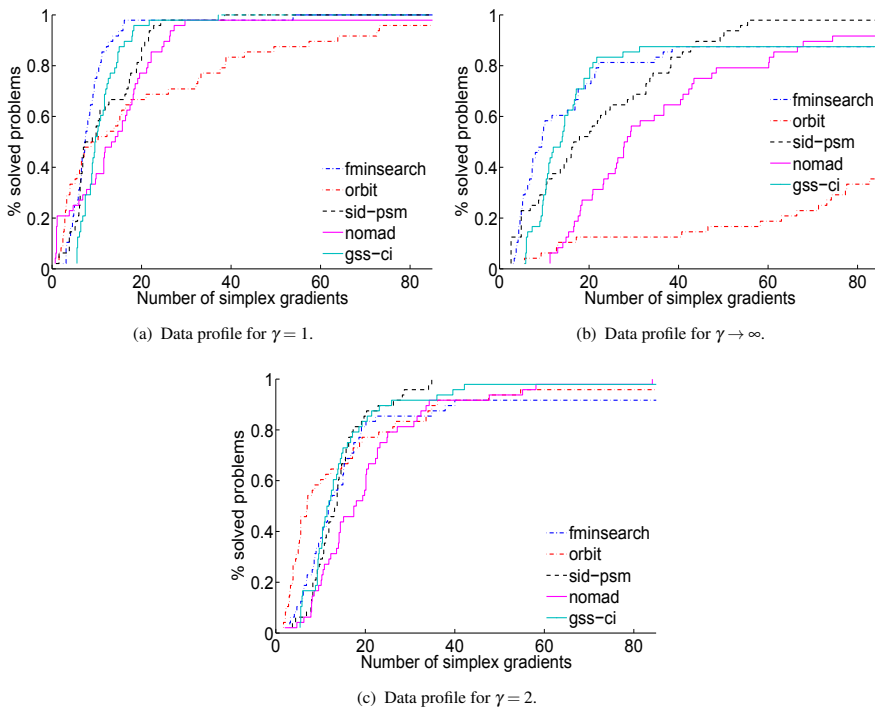 % solved problems
1
0.8
0.6
0.4
0.2
0
0 20 40 60 80
Number of simplex gradients
fminsearch
orbit
sid−psm
nomad
gss−ci
(a) Data profile for γ = 1.
% solved problems
1
0.8
0.6
0.4
0.2
0
0 20 40 60 80
Number of simplex gradients
fminsearch
orbit
sid−psm
nomad
gss−ci
(b) Data profile for γ → ∞.
% solved problems
1
0.8
0.6
0.4
0.2
0
0 20 40 60 80
Number of simplex gradients
fminsearch
orbit
sid−psm
nomad
gss−ci
(c) Data profile for γ = 2.